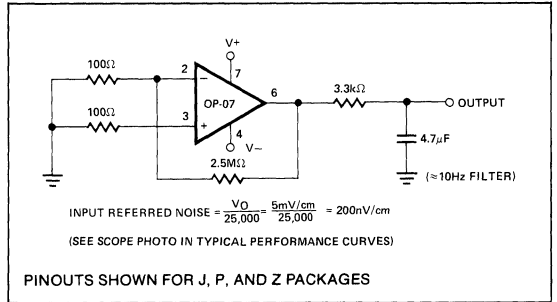 V+
100Ω
2
−
7
3.3kΩ
6
OUTPUT
OP-07
100Ω
3
+
4
V−
4.7μF
2.5MΩ
(≈10Hz FILTER)
INPUT REFERRED NOISE = VO/25,000 = 5mV/cm/25,000 = 200nV/cm
(SEE SCOPE PHOTO IN TYPICAL PERFORMANCE CURVES)
PINOUTS SHOWN FOR J, P, AND Z PACKAGES